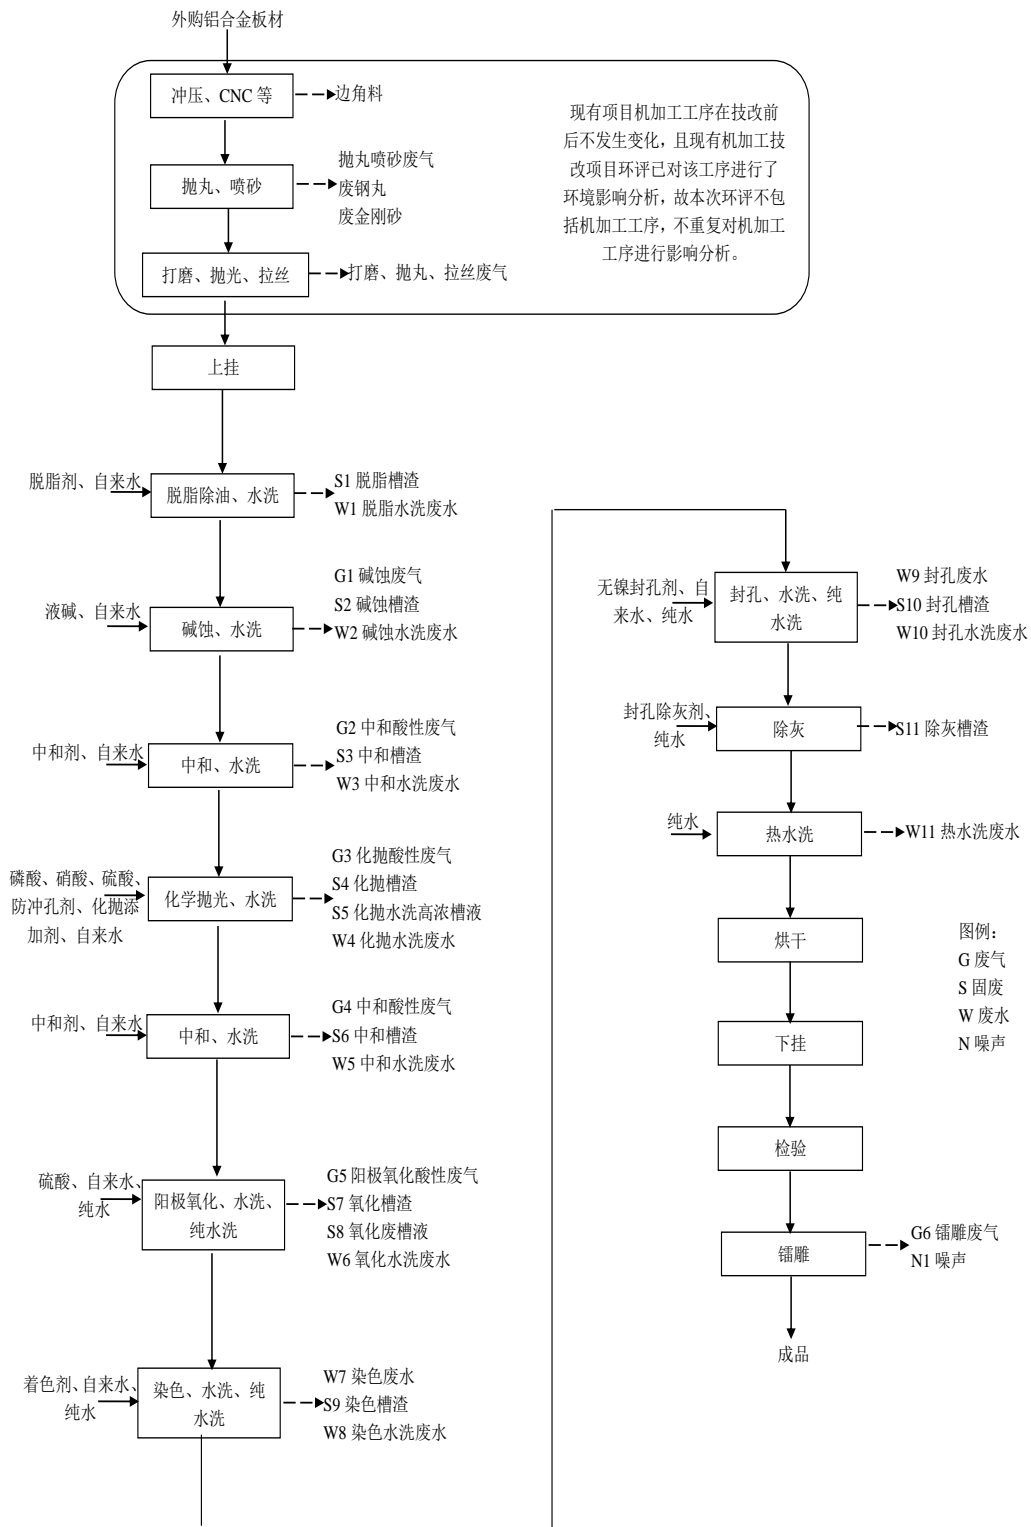 外购铝合金板材
冲压、CNC 等
边角料
抛丸、喷砂
抛丸喷砂废气
废钢丸
废金刚砂
打磨、抛光、拉丝
打磨、抛丸、拉丝废气
现有项目机加工工序在技改前
后不发生变化，且现有机加工技
改项目环评已对该工序进行了
环境影响分析，故本次环评不包
括机加工工序，不重复对机加工
工序进行影响分析。
上挂
脱脂剂、自来水
脱脂除油、水洗
S1 脱脂槽渣
W1 脱脂水洗废水
液碱、自来水
碱蚀、水洗
G1 碱蚀废气
S2 碱蚀槽渣
W2 碱蚀水洗废水
中和剂、自来水
中和、水洗
G2 中和酸性废气
S3 中和槽渣
W3 中和水洗废水
磷酸、硝酸、硫酸、
防冲孔剂、化抛添
加剂、自来水
化学抛光、水洗
G3 化抛酸性废气
S4 化抛槽渣
S5 化抛水洗高浓槽液
W4 化抛水洗废水
中和剂、自来水
中和、水洗
G4 中和酸性废气
S6 中和槽渣
W5 中和水洗废水
硫酸、自来水、
纯水
阳极氧化、水洗、
纯水洗
G5 阳极氧化酸性废气
S7 氧化槽渣
S8 氧化废槽液
W6 氧化水洗废水
着色剂、自来水、
纯水
染色、水洗、纯
水洗
W7 染色废水
S9 染色槽渣
W8 染色水洗废水
无镍封孔剂、自
来水、纯水
封孔、水洗、纯
水洗
W9 封孔废水
S10 封孔槽渣
W10 封孔水洗废水
封孔除灰剂、
纯水
除灰
S11 除灰槽渣
纯水
热水洗
W11 热水洗废水
烘干
下挂
检验
镭雕
G6 镭雕废气
N1 噪声
成品
图例：
G 废气
S 固废
W 废水
N 噪声